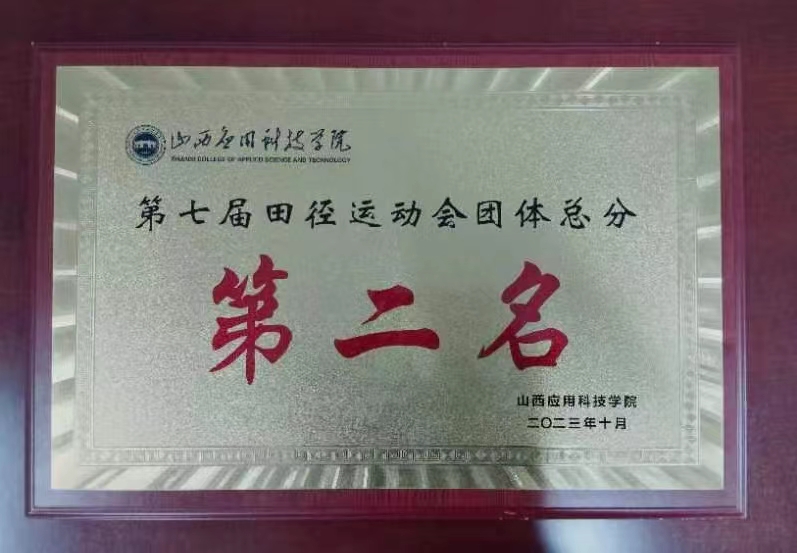 山西应用科技学院
SHANXI COLLEGE OF APPLIED SCIENCE AND TECHNOLOGY
第七届田径运动会团体总分
第二名
山西应用科技学院
二〇二三年十月